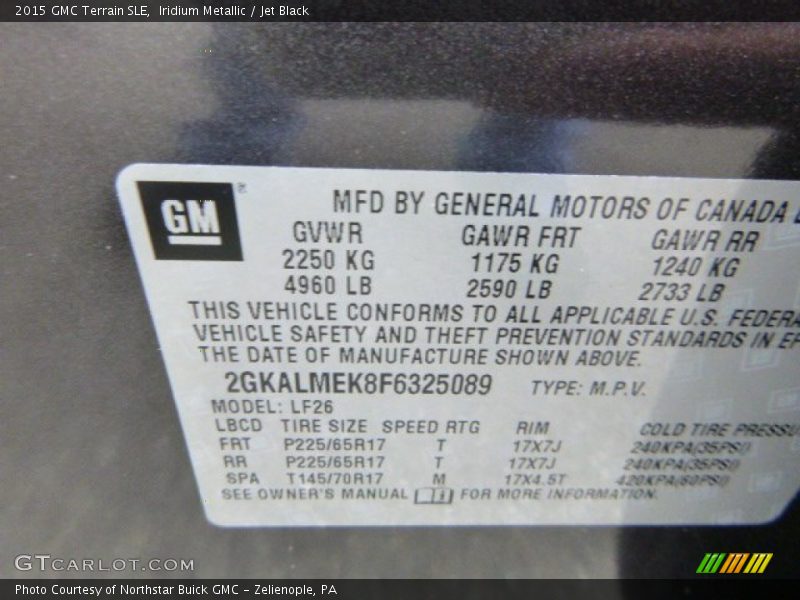 2015 GMC Terrain SLE,  Iridium Metallic / Jet Black
GM ®
MFD BY GENERAL MOTORS OF CANADA
GVWR GAWR FRT GAWR RR
2250 KG 1175 KG 1240 KG
4960 LB 2590 LB 2733 LB
THIS VEHICLE CONFORMS TO ALL APPLICABLE U.S. FEDERA
VEHICLE SAFETY AND THEFT PREVENTION STANDARDS IN EF
THE DATE OF MANUFACTURE SHOWN ABOVE.
2GKALMEK8F6325089 TYPE: M.P.V.
MODEL: LF26
LBCD TIRE SIZE SPEED RTG RIM COLD TIRE PRESSU
FRT P225/65R17 T 17X7J 240KPA(35PSI)
RR P225/65R17 T 17X7J 240KPA(35PSI)
SPA T145/70R17 M 17X4.5T 420KPA(60PSI)
SEE OWNER'S MANUAL FOR MORE INFORMATION.
GTCARLOT.COM
Photo Courtesy of Northstar Buick GMC - Zelienople, PA